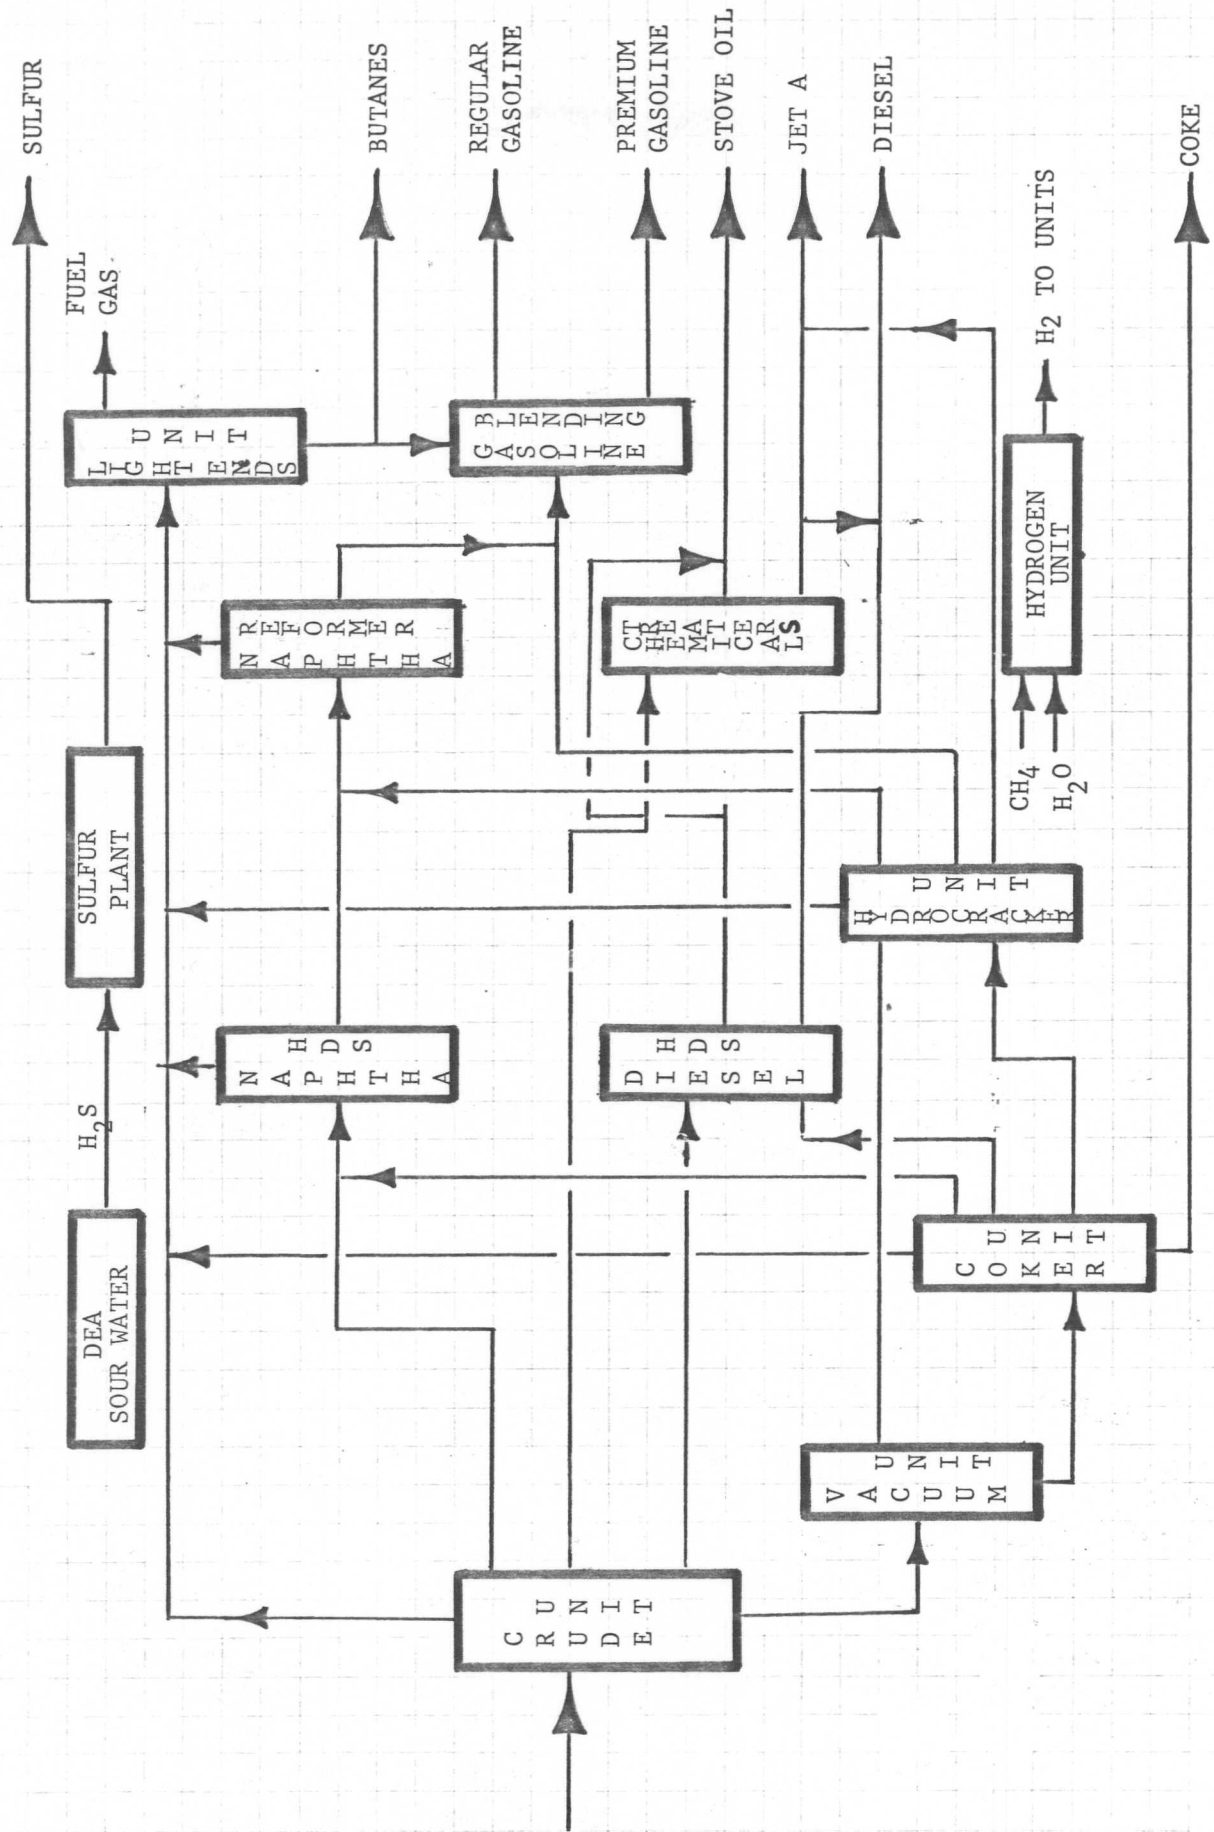 SULFUR
FUEL
GAS
BUTANES
REGULAR
GASOLINE
PREMIUM
GASOLINE
STOVE OIL
JET A
DIESEL
H2 TO UNITS
COKE
LIGHT ENDS
UNIT
GASOLINE
BLENDING
NAPHTHA
REFORMER
CHEMICAL
TREATERS
HYDROGEN
UNIT
CH4
H2O
SULFUR
PLANT
HYDROCRACKER
UNIT
H2S
NAPHTHA
HDS
DIESEL
HDS
DEA
SOUR WATER
COKER
UNIT
VACUUM
UNIT
CRUDE
UNIT